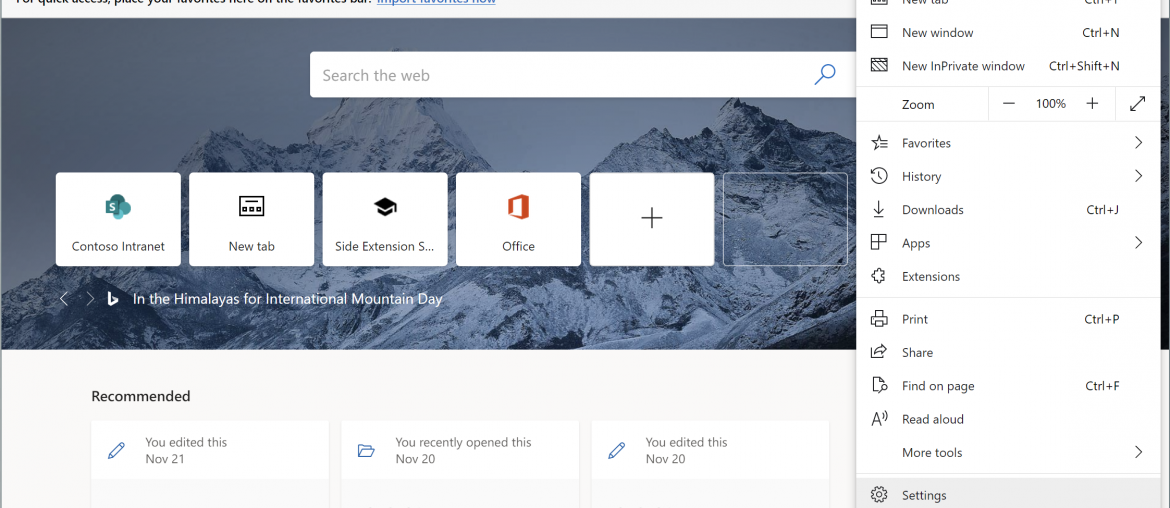 For quick access, place your favorites here on the favorites bar. Import favorites now
New tab Ctrl+T
New window Ctrl+N
New InPrivate window Ctrl+Shift+N
Zoom 100%
Favorites
History
Downloads Ctrl+J
Apps
Extensions
Print Ctrl+P
Share
Find on page Ctrl+F
Read aloud
More tools
Settings
Search the web
Contoso Intranet
New tab
Side Extension S...
Office
In the Himalayas for International Mountain Day
Recommended
You edited this
Nov 21
You recently opened this
Nov 20
You edited this
Nov 20